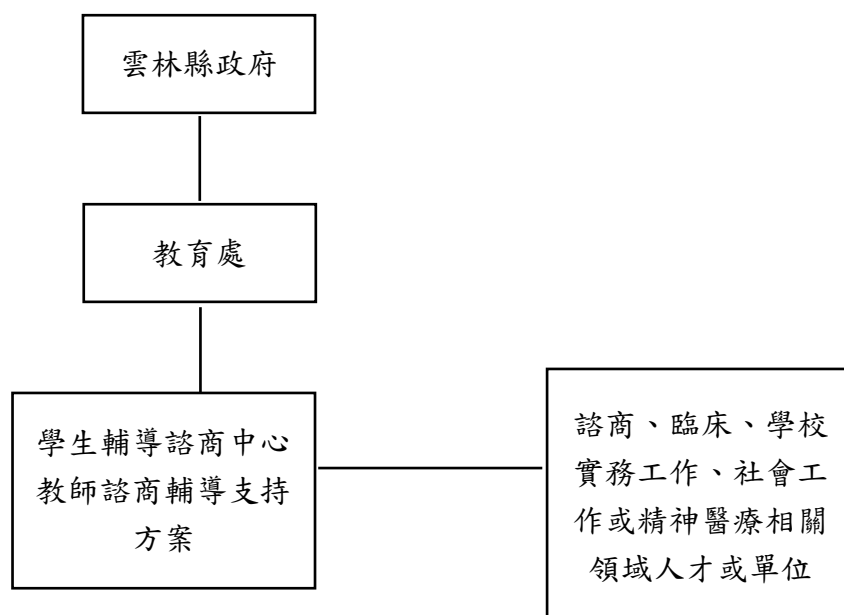 雲林縣政府
教育處
學生輔導諮商中心
教師諮商輔導支持
方案
諮商、臨床、學校
實務工作、社會工
作或精神醫療相關
領域人才或單位